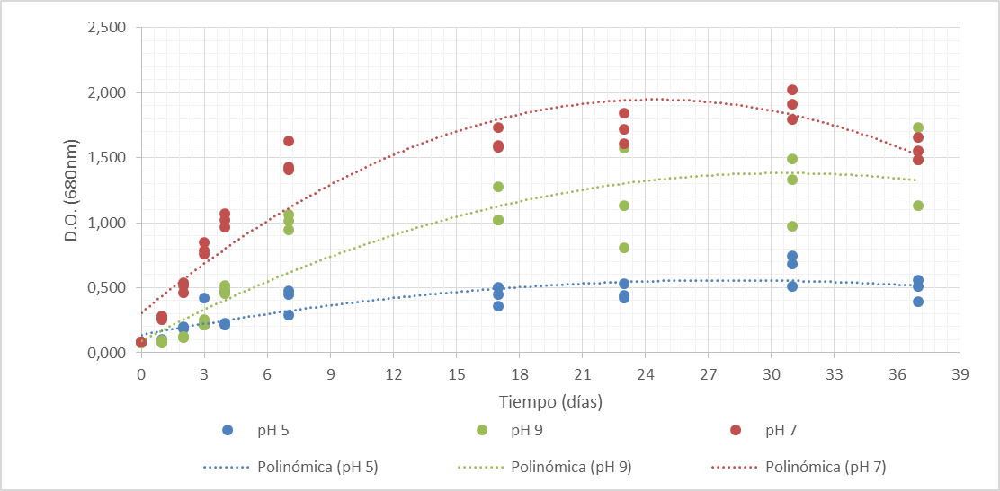 2,500
2,000
1,500
1,000
0,500
0,000
D.O. (680nm)
0 3 6 9 12 15 18 21 24 27 30 33 36 39
Tiempo (días)
pH 5 pH 9 pH 7
Polinómica (pH 5) Polinómica (pH 9) Polinómica (pH 7)